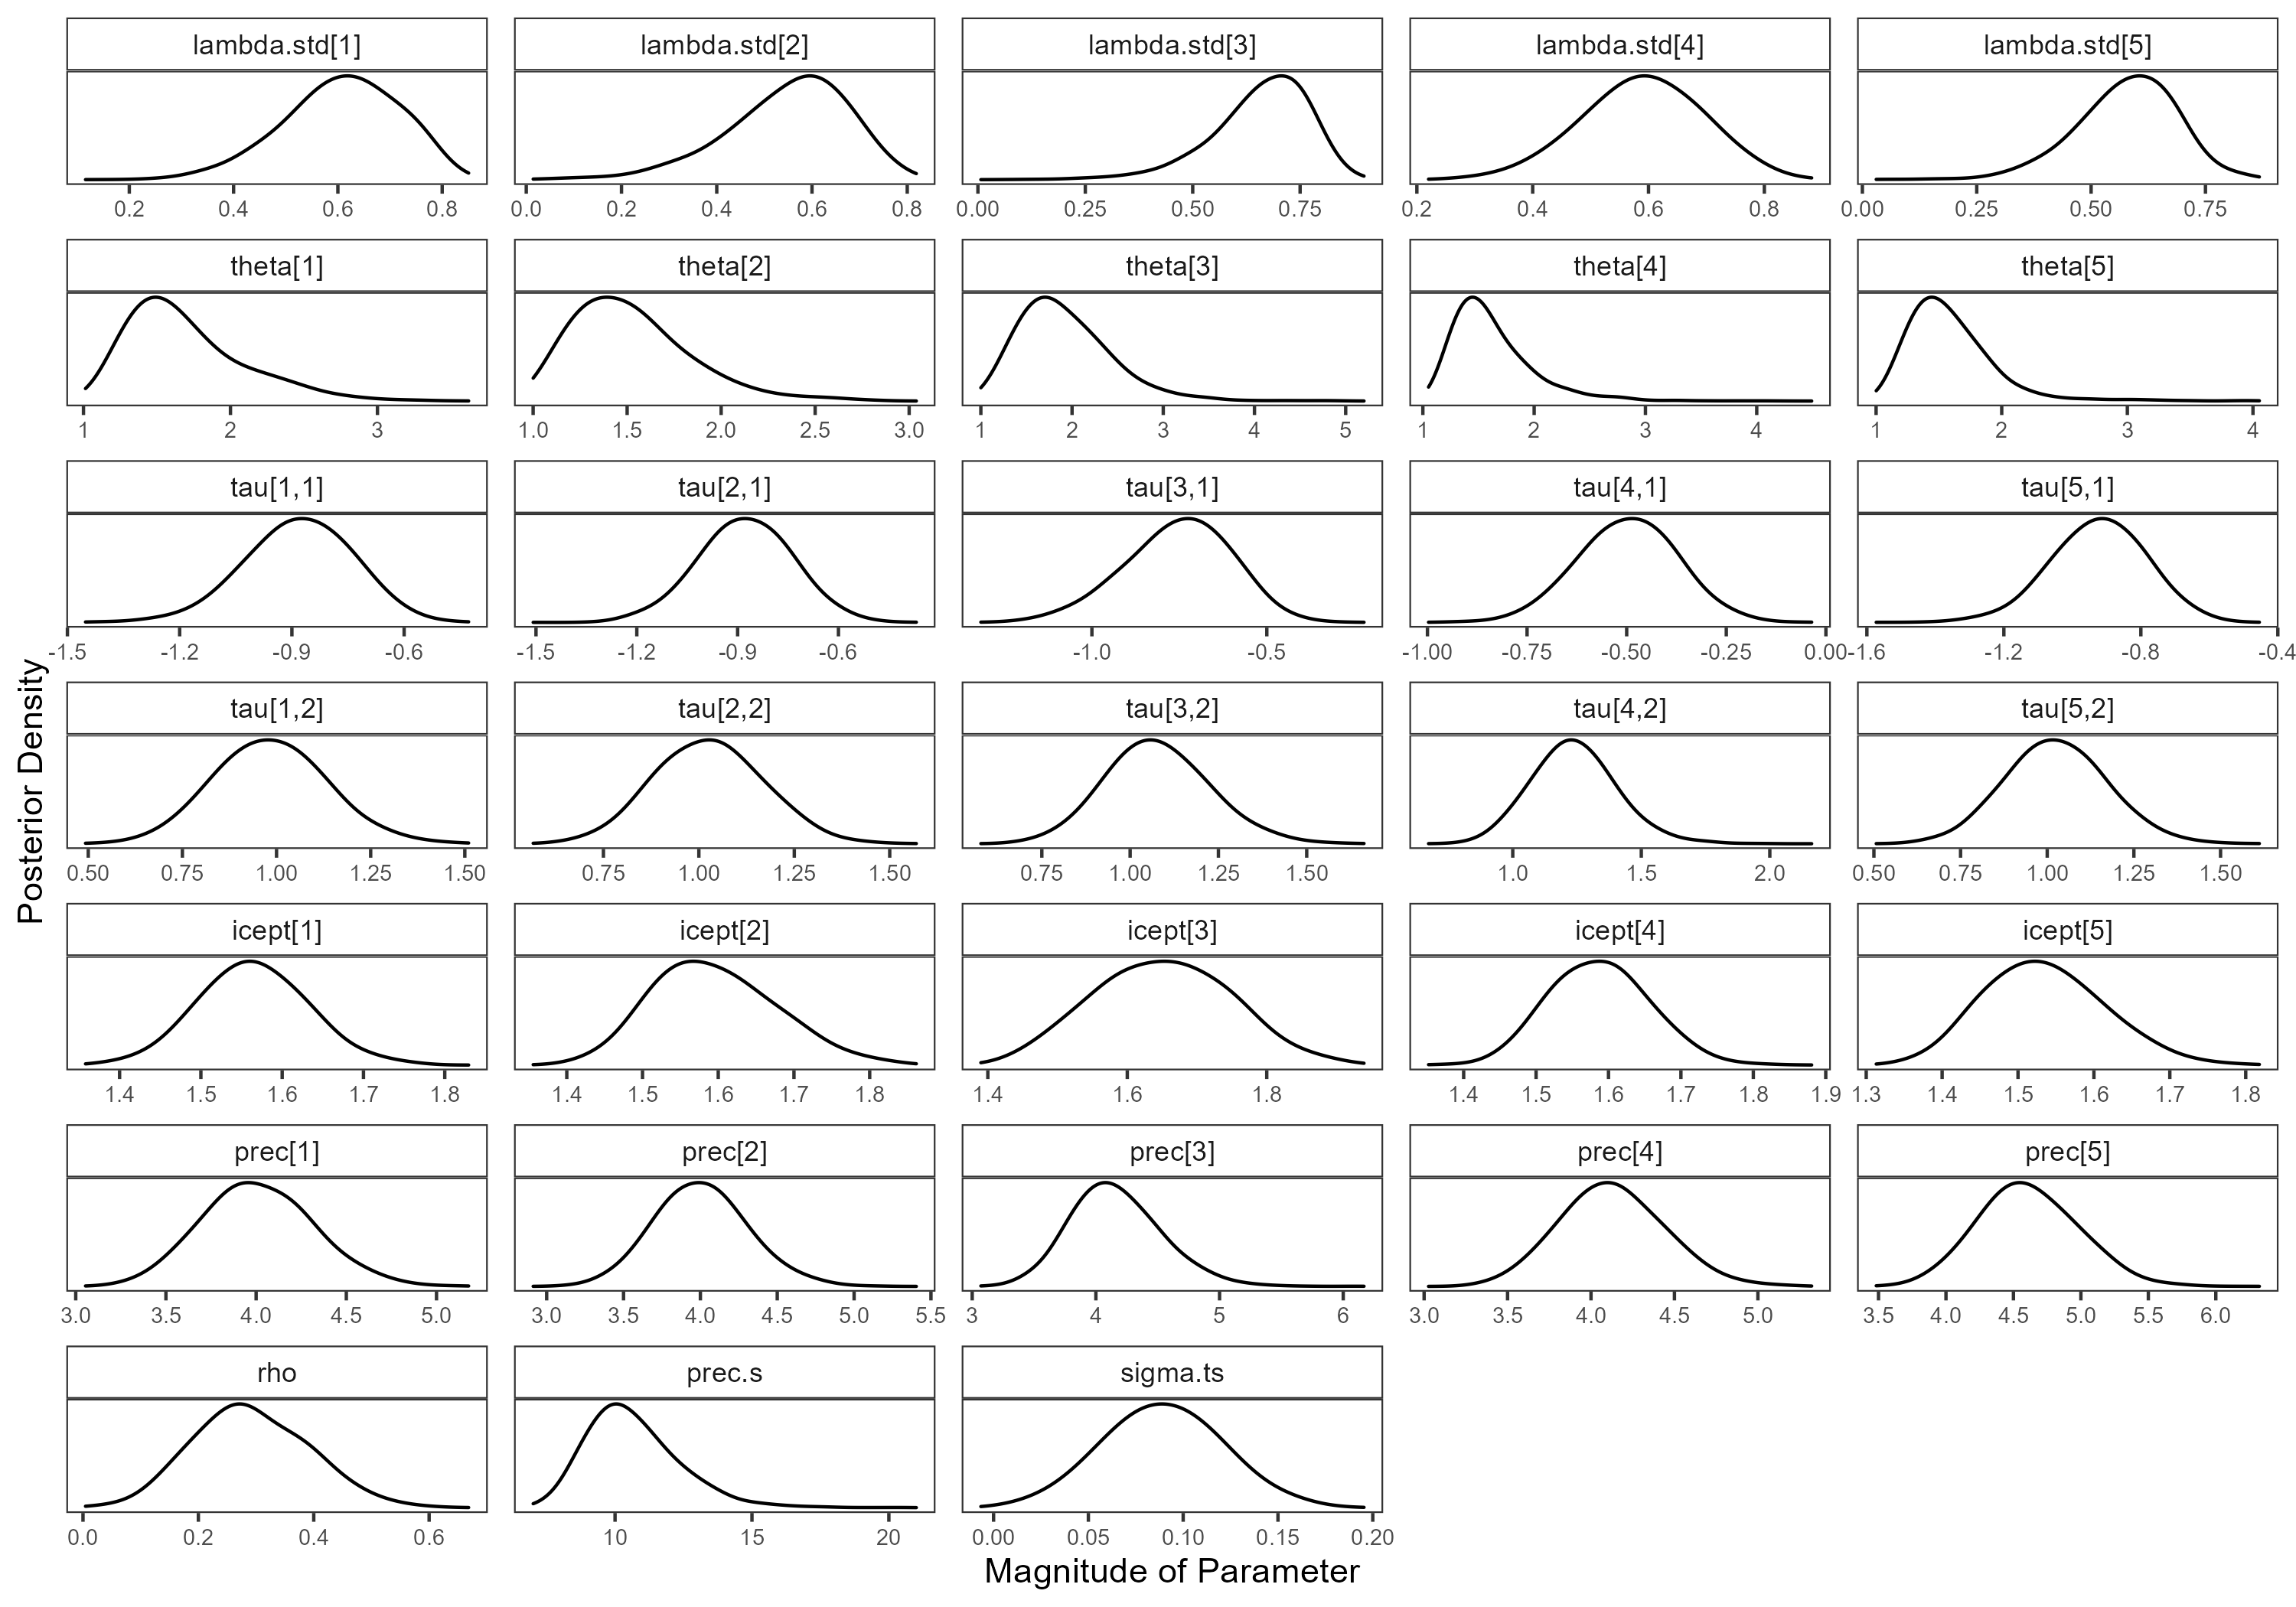 lambda.std[1] lambda.std[2] lambda.std[3] lambda.std[4] lambda.std[5]
0.2 0.4 0.6 0.8 0.0 0.2 0.4 0.6 0.8 0.00 0.25 0.50 0.75 0.2 0.4 0.6 0.8 0.00 0.25 0.50 0.75
theta[1] theta[2] theta[3] theta[4] theta[5]
1 2 3 1.0 1.5 2.0 2.5 3.0 1 2 3 4 5 1 2 3 4 1 2 3 4
tau[1,1] tau[2,1] tau[3,1] tau[4,1] tau[5,1]
-1.5 -1.2 -0.9 -0.6 -1.5 -1.2 -0.9 -0.6 -1.0 -0.5 -1.00 -0.75 -0.50 -0.25 0.00 -1.6 -1.2 -0.8 -0.4
tau[1,2] tau[2,2] tau[3,2] tau[4,2] tau[5,2]
0.50 0.75 1.00 1.25 1.50 0.75 1.00 1.25 1.50 0.75 1.00 1.25 1.50 1.0 1.5 2.0 0.50 0.75 1.00 1.25 1.50
icept[1] icept[2] icept[3] icept[4] icept[5]
1.4 1.5 1.6 1.7 1.8 1.4 1.5 1.6 1.7 1.8 1.4 1.6 1.8 1.4 1.5 1.6 1.7 1.8 1.9 1.3 1.4 1.5 1.6 1.7 1.8
prec[1] prec[2] prec[3] prec[4] prec[5]
3.0 3.5 4.0 4.5 5.0 3.0 3.5 4.0 4.5 5.0 5.5 3 4 5 6 3.0 3.5 4.0 4.5 5.0 3.5 4.0 4.5 5.0 5.5 6.0
rho prec.s sigma.ts
0.0 0.2 0.4 0.6 10 15 20 0.00 0.05 0.10 0.15 0.20
Magnitude of Parameter
Posterior Density